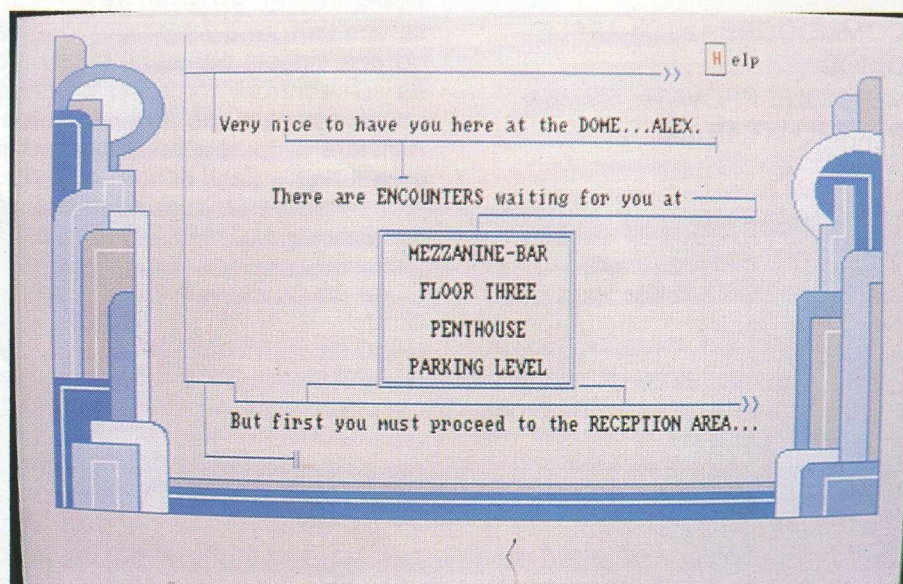 Help
Very nice to have you here at the DOME...ALEX.
There are ENCOUNTERS waiting for you at
MEZZANINE-BAR
FLOOR THREE
PENTHOUSE
PARKING LEVEL
But first you must proceed to the RECEPTION AREA...